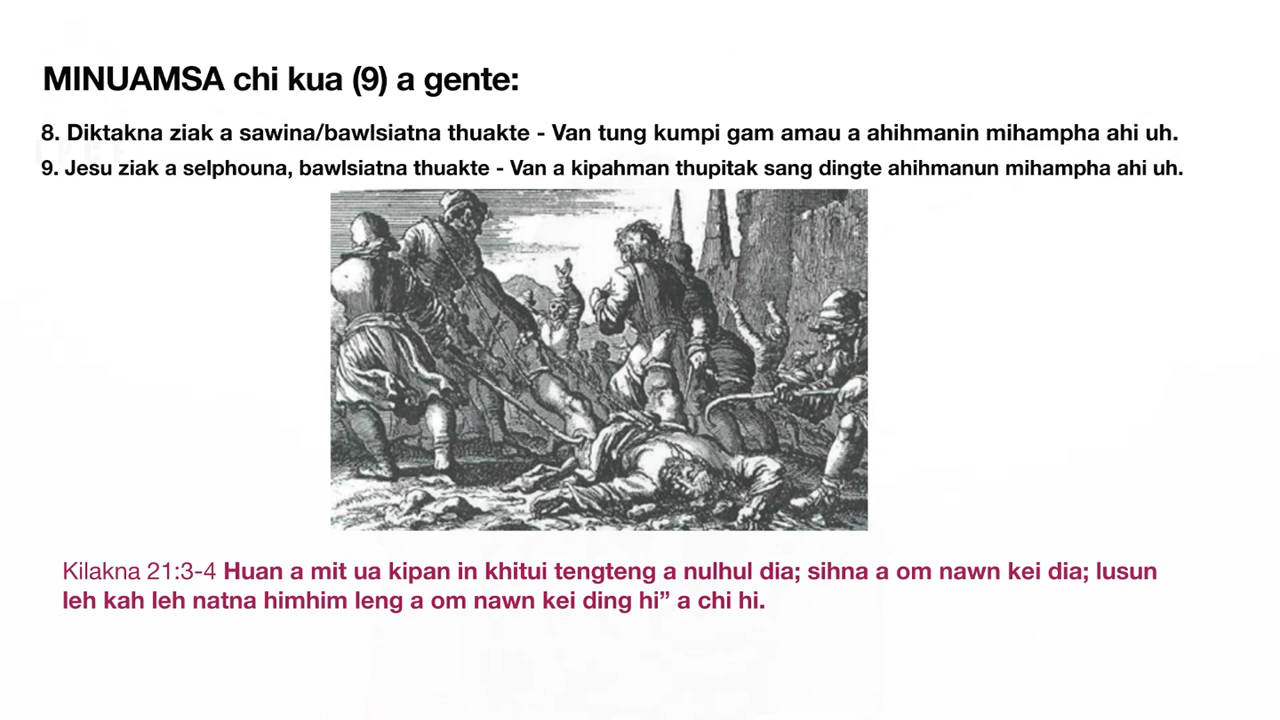 MINUAMSA chi kua (9) a gente:
8. Diktakna ziak a sawina/bawlsiatna thuakte - Van tung kumpi gam amau a ahihmanin mihampha ahi uh.
9. Jesu ziak a selphouna, bawlsiatna thuakte - Van a kipahman thupitak sang dingte ahihmanun mihampha ahi uh.
Kilakna 21:3-4 Huan a mit ua kipan in khitui tengteng a nulhul dia; sihna a om nawn kei dia; lusun
leh kah leh natna himhim leng a om nawn kei ding hi” a chi hi.